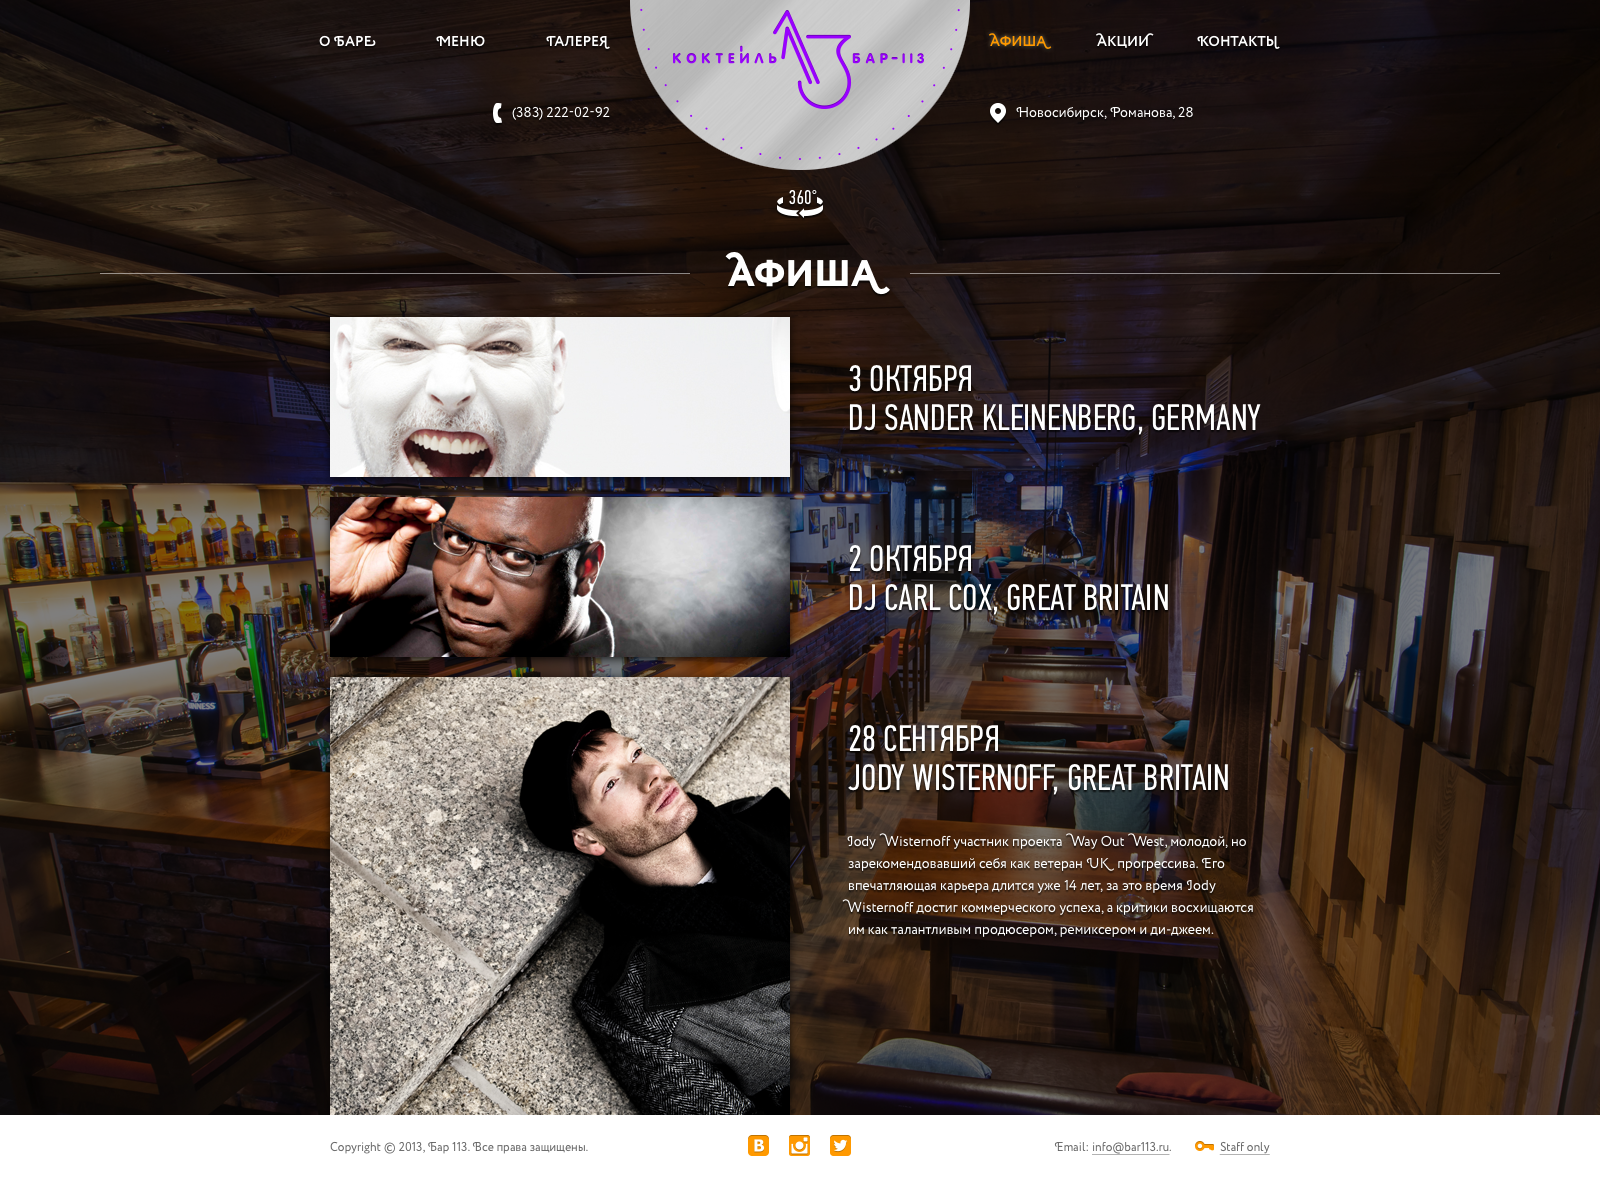 О БАРЕ
МЕНЮ
ГАЛЕРЕЯ
КОКТЕЙЛЬ БАР-113
АФИША
АКЦИИ
КОНТАКТЫ
(383) 222-02-92
Новосибирск, Романова, 28
360°
АФИША
3 ОКТЯБРЯ
DJ SANDER KLEINENBERG, GERMANY
2 ОКТЯБРЯ
DJ CARL COX, GREAT BRITAIN
GUINNESS
28 СЕНТЯБРЯ
JODY WISTERNOFF, GREAT BRITAIN
Jody Wisternoff участник проекта Way Out West, молодой, но
зарекомендовавший себя как ветеран UK прогрессива. Его
впечатляющая карьера длится уже 14 лет, за это время Jody
Wisternoff достиг коммерческого успеха, а критики восхищаются
им как талантливым продюсером, ремиксером и ди-джеем.
Copyright © 2013, Бар 113. Все права защищены.
B
Email: info@bar113.ru.
Staff only